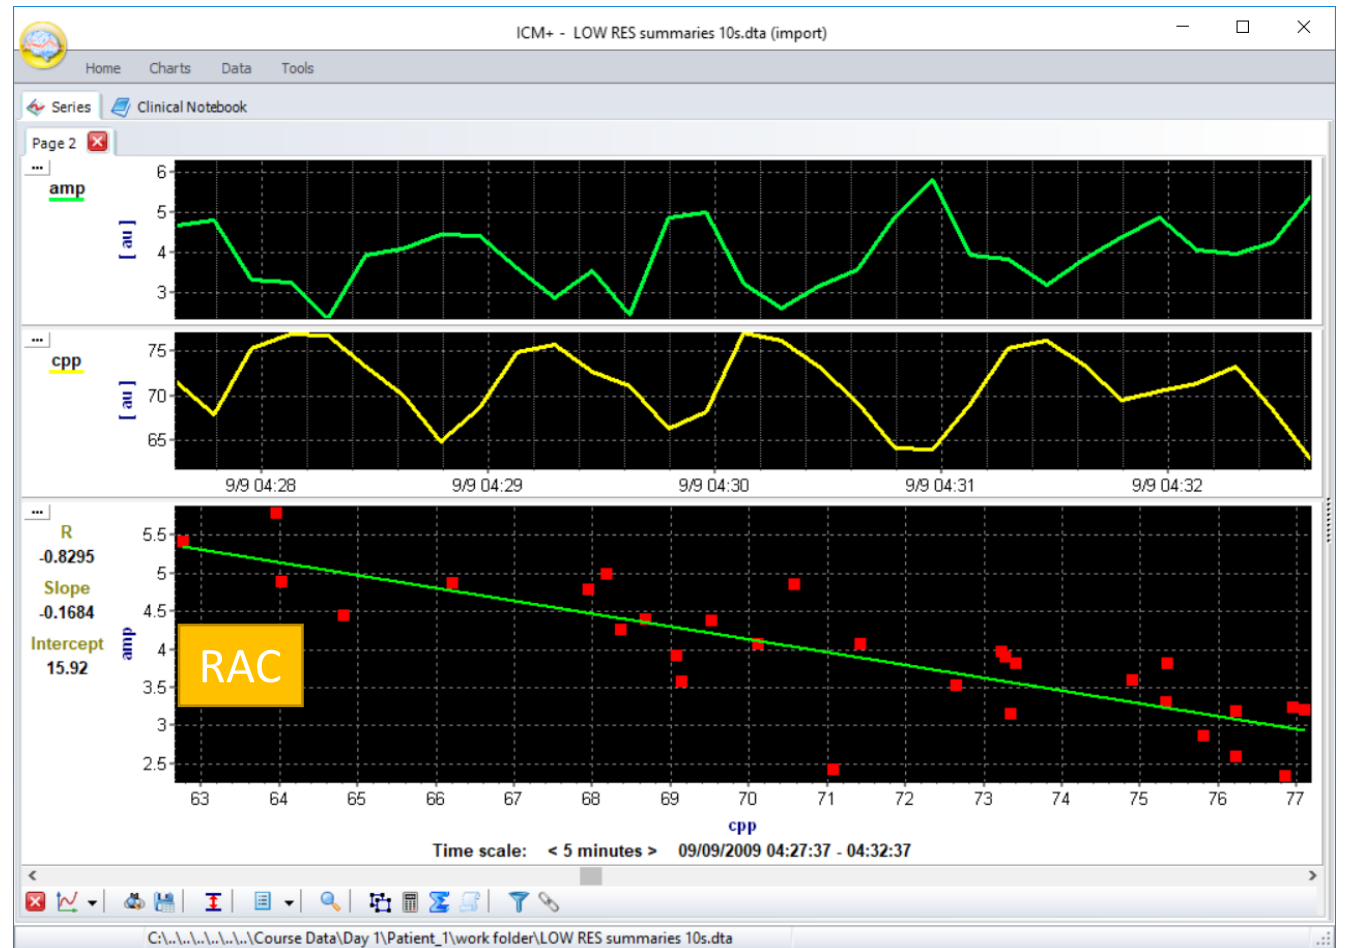 ICM+ - LOW RES summaries 10s.dta (import)
Home Charts Data Tools
Series Clinical Notebook
Page 2
amp
[ au ]
6
5
4
3
cpp
[ au ]
75
70
65
9/9 04:28 9/9 04:29 9/9 04:30 9/9 04:31 9/9 04:32
R
-0.8295
Slope
-0.1684
Intercept
15.92
amp
5.5
5
4.5
4
3.5
3
2.5
RAC
63 64 65 66 67 68 69 70 71 72 73 74 75 76 77
cpp
Time scale: < 5 minutes > 09/09/2009 04:27:37 - 04:32:37
C:\..\..\..\..\..\..\Course Data\Day 1\Patient_1\work folder\LOW RES summaries 10s.dta